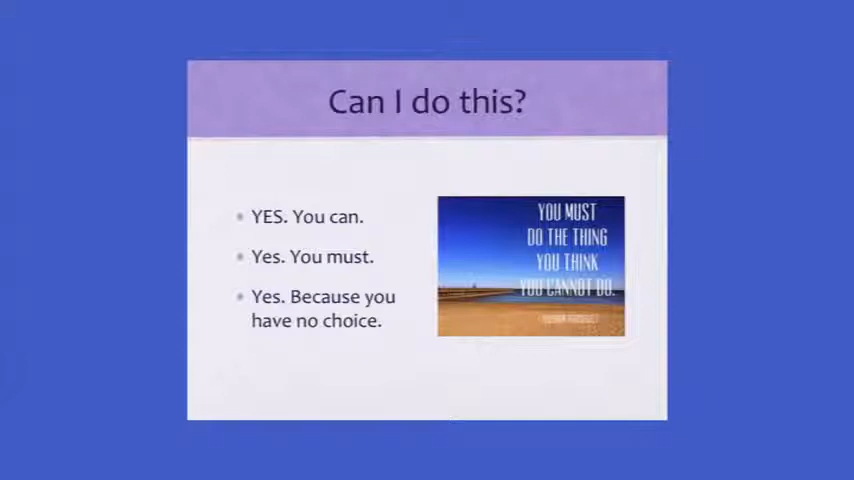 Can I do this?
YES. You can.
Yes. You must.
Yes. Because you
have no choice.
YOU MUST
DO THE THING
YOU THINK
YOU CANNOT DO.